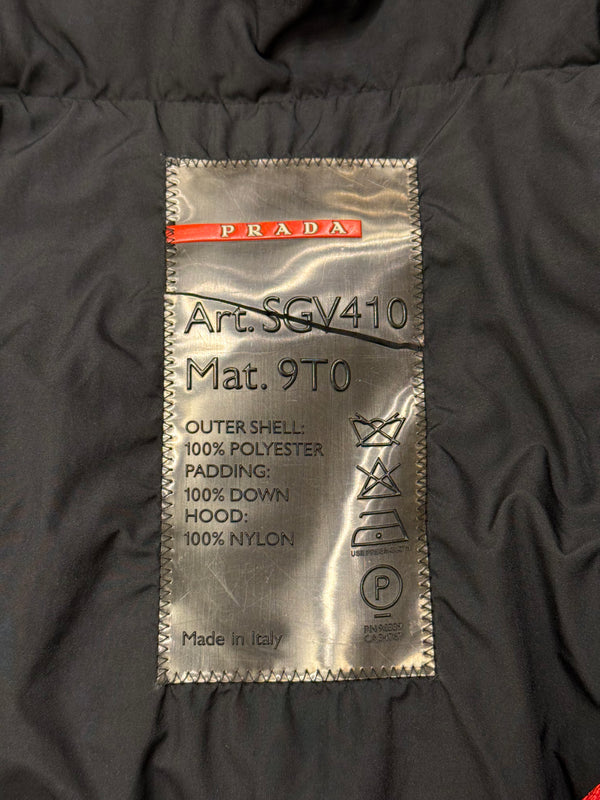 PRADA
Art. SGV410
Mat. 9T0
OUTER SHELL:
100% POLYESTER
PADDING:
100% DOWN
HOOD:
100% NYLON
P
Made in Italy